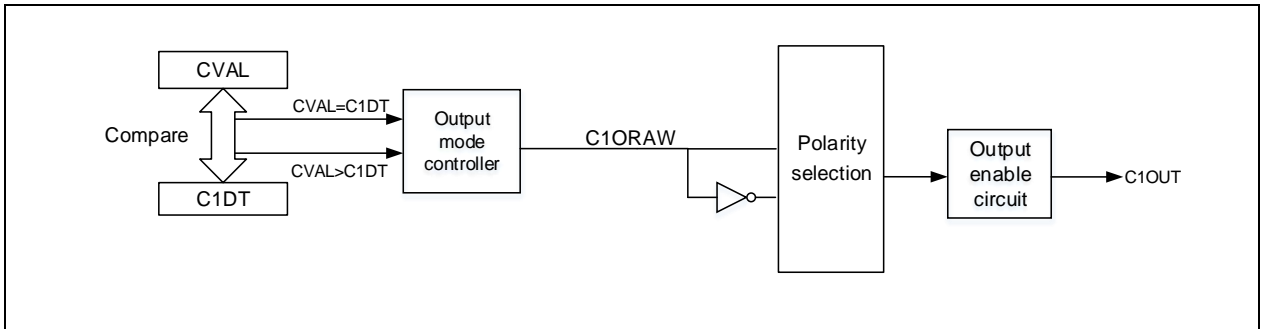 CVAL
Compare
C1DT
CVAL=C1DT
CVAL>C1DT
Output
mode
controller
C1ORAW
Polarity
selection
Output
enable
circuit
C1OUT